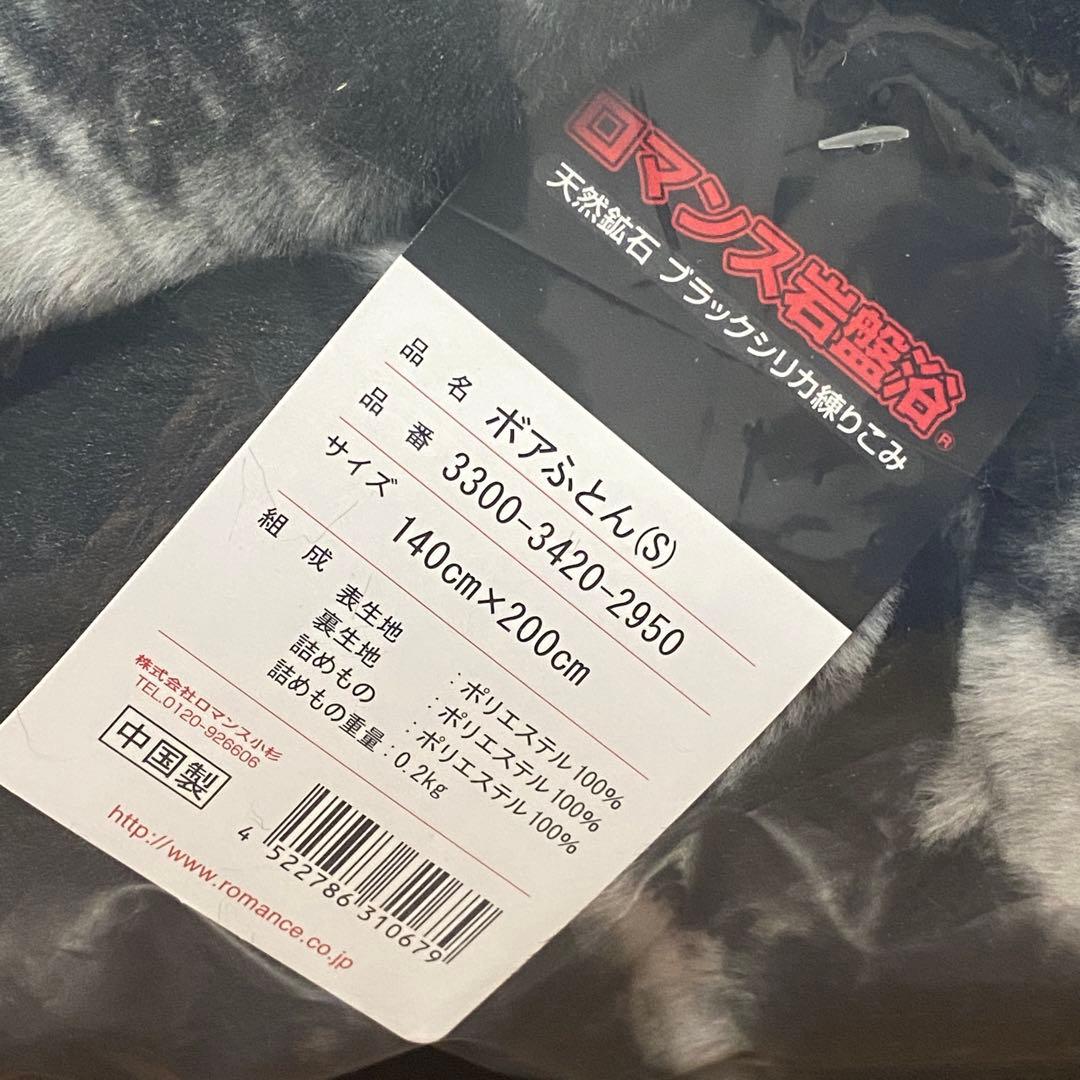 ロマンス岩盤浴®
天然鉱石 ブラックシリカ練りこみ
品名 ボアふとん(S)
品番 3300-3420-2950
サイズ 140cm×200cm
組成 表生地 : ポリエステル100%
裏生地 : ポリエステル100%
詰めもの : ポリエステル100%
詰めもの重量 : 0.2kg
株式会社ロマンス小杉
TEL.0120-926606
中国製
4 522786 310679
http://www.romance.co.jp